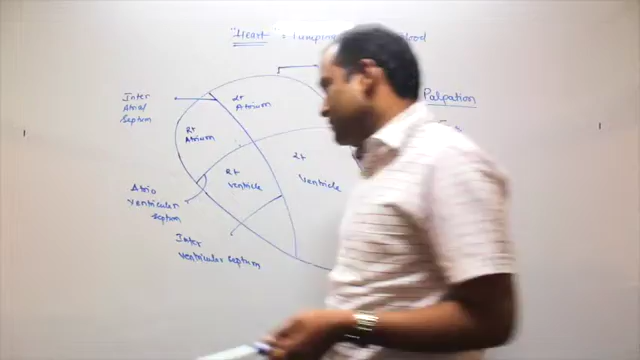 "Heart" = Pumping
Blood
Palpation
Inter
Atrial
Septum
Lt
Atrium
Rt
Atrium
Lt
Ventricle
Rt
Ventricle
Atrio
Ventricular
Septum
Inter
Ventricular Septum